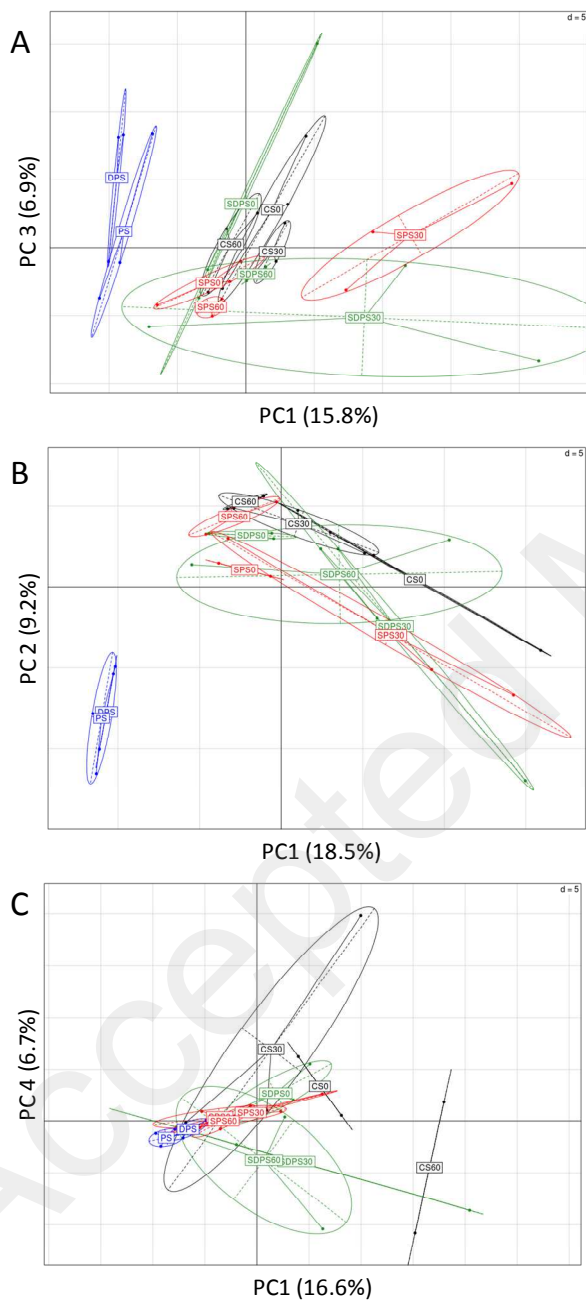 A
d = 5
DPS
SDPS0
CS0
PS
SPS30
CS60
CS30
SDPS60
SPS0
SPS60
SDPS30
PC 3 (6.9%)
PC1 (15.8%)
B
d = 5
CS60
SPS60
CS30
SDPS0
SPS0
SDPS60
CS0
SDPS30
SPS30
DPS
PS
PC 2 (9.2%)
PC1 (18.5%)
C
d = 5
CS30
CS0
SDPS0
SPS30
SPS60
DPS
PS
SDPS60
SDPS30
CS60
PC 4 (6.7%)
PC1 (16.6%)
Accepted M